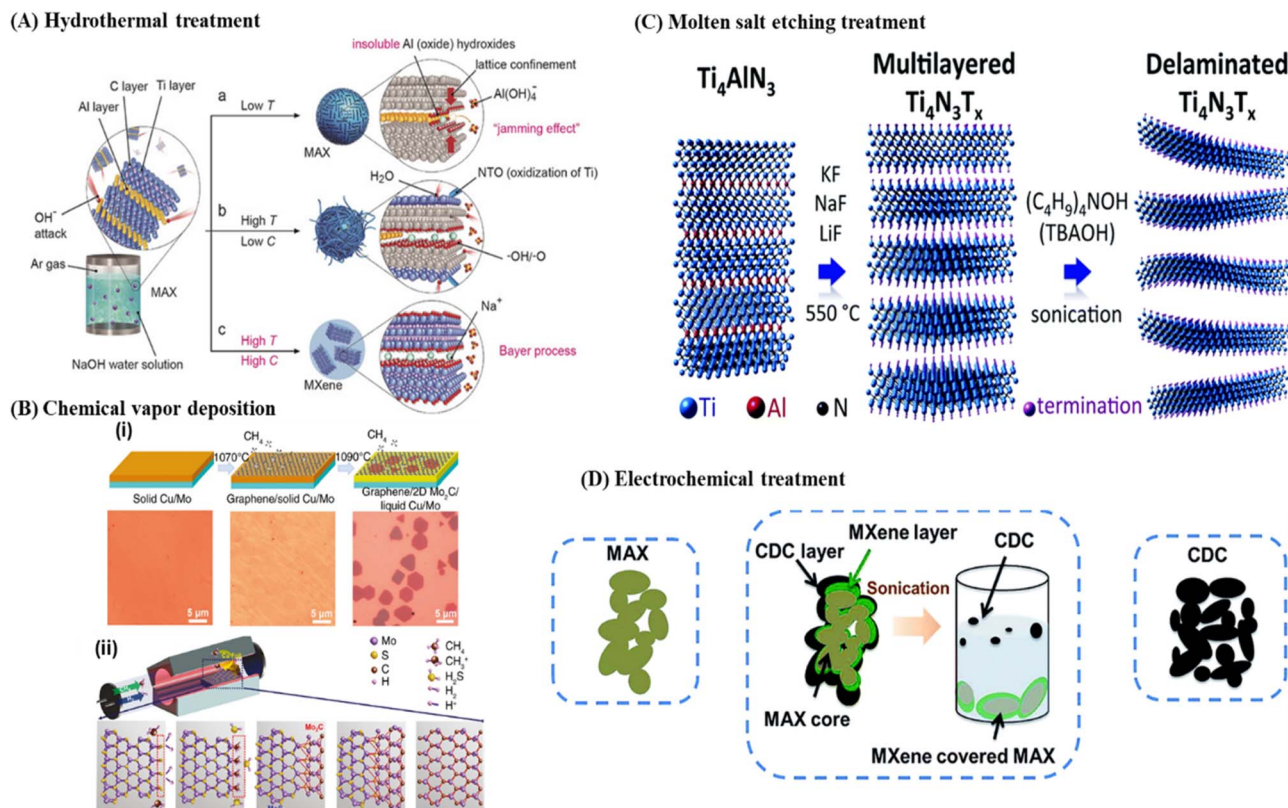 (A) Hydrothermal treatment
C layer
Ti layer
Al layer
OH⁻
attack
Ar gas
MAX
NaOH water solution
a
Low T
MAX
insoluble Al (oxide) hydroxides
lattice confinement
Al(OH)₄⁻
"jamming effect"
b
High T
Low C
H₂O
NTO (oxidization of Ti)
-OH/-O
c
High T
High C
MXene
Na⁺
Bayer process
(B) Chemical vapor deposition
(i)
CH₄
CH₄
1070°C
1090°C
Solid Cu/Mo
Graphene/solid Cu/Mo
Graphene/2D Mo₂C/
liquid Cu/Mo
5 µm
5 µm
5 µm
(ii)
Mo
S
C
H
CH₄
H₂S
H₂
Mo₂C
(C) Molten salt etching treatment
Ti₄AlN₃
Multilayered
Ti₄N₃Tₓ
Delaminated
Ti₄N₃Tₓ
KF
NaF
LiF
550 °C
(C₄H₉)₄NOH
(TBAOH)
sonication
Ti
Al
N
termination
(D) Electrochemical treatment
MAX
CDC layer
MXene layer
MAX core
Sonication
CDC
MXene covered MAX
CDC